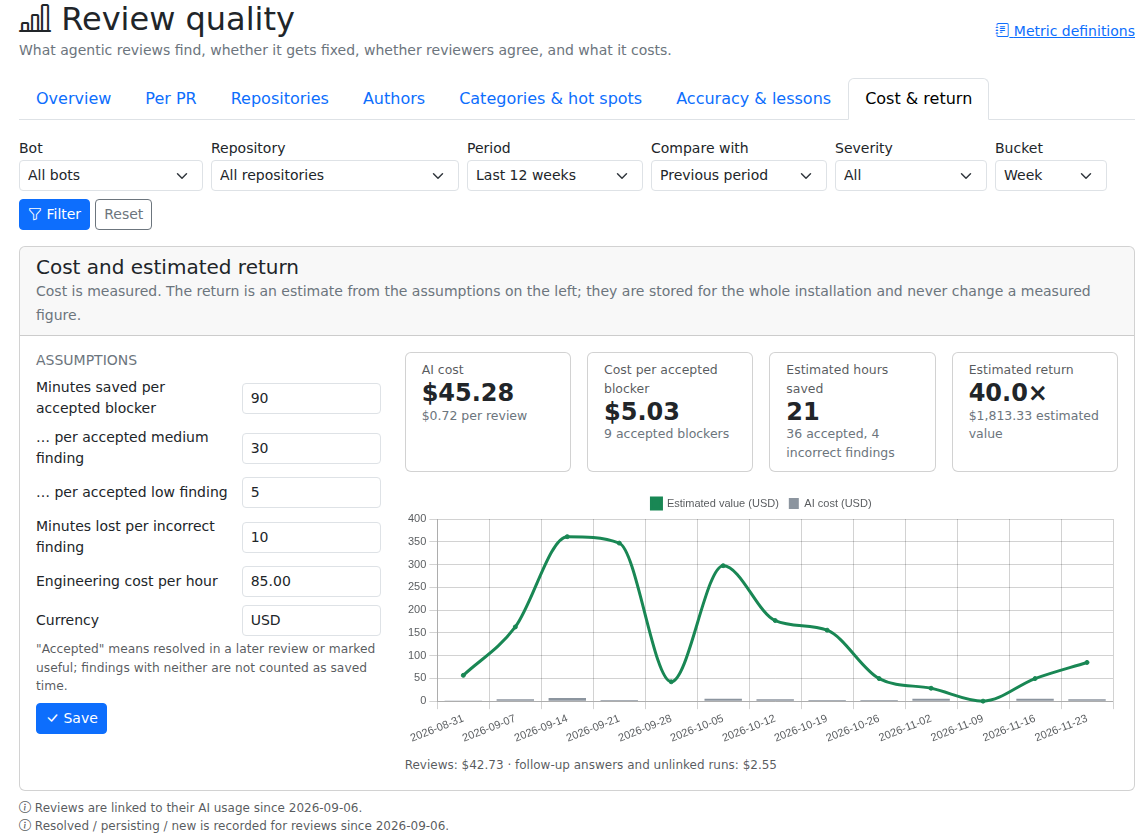 Review quality
Metric definitions
What agentic reviews find, whether it gets fixed, whether reviewers agree, and what it costs.
Overview
Per PR
Repositories
Authors
Categories & hot spots
Accuracy & lessons
Cost & return
Bot
Repository
Period
Compare with
Severity
Bucket
All bots
All repositories
Last 12 weeks
Previous period
All
Week
Filter
Reset
Cost and estimated return
Cost is measured. The return is an estimate from the assumptions on the left; they are stored for the whole installation and never change a measured
figure.
ASSUMPTIONS
Minutes saved per
accepted blocker
90
... per accepted medium
finding
30
... per accepted low finding
5
Minutes lost per incorrect
finding
10
Engineering cost per hour
85.00
Currency
USD
"Accepted" means resolved in a later review or marked
useful; findings with neither are not counted as saved
time.
Save
AI cost
$45.28
$0.72 per review
Cost per accepted
blocker
$5.03
9 accepted blockers
Estimated hours
saved
21
36 accepted, 4
incorrect findings
Estimated return
40.0×
$1,813.33 estimated
value
Estimated value (USD)
AI cost (USD)
400
350
300
250
200
150
100
50
0
2026-08-31
2026-09-07
2026-09-14
2026-09-21
2026-09-28
2026-10-05
2026-10-12
2026-10-19
2026-10-26
2026-11-02
2026-11-09
2026-11-16
2026-11-23
Reviews: $42.73 · follow-up answers and unlinked runs: $2.55
Reviews are linked to their AI usage since 2026-09-06.
Resolved / persisting / new is recorded for reviews since 2026-09-06.